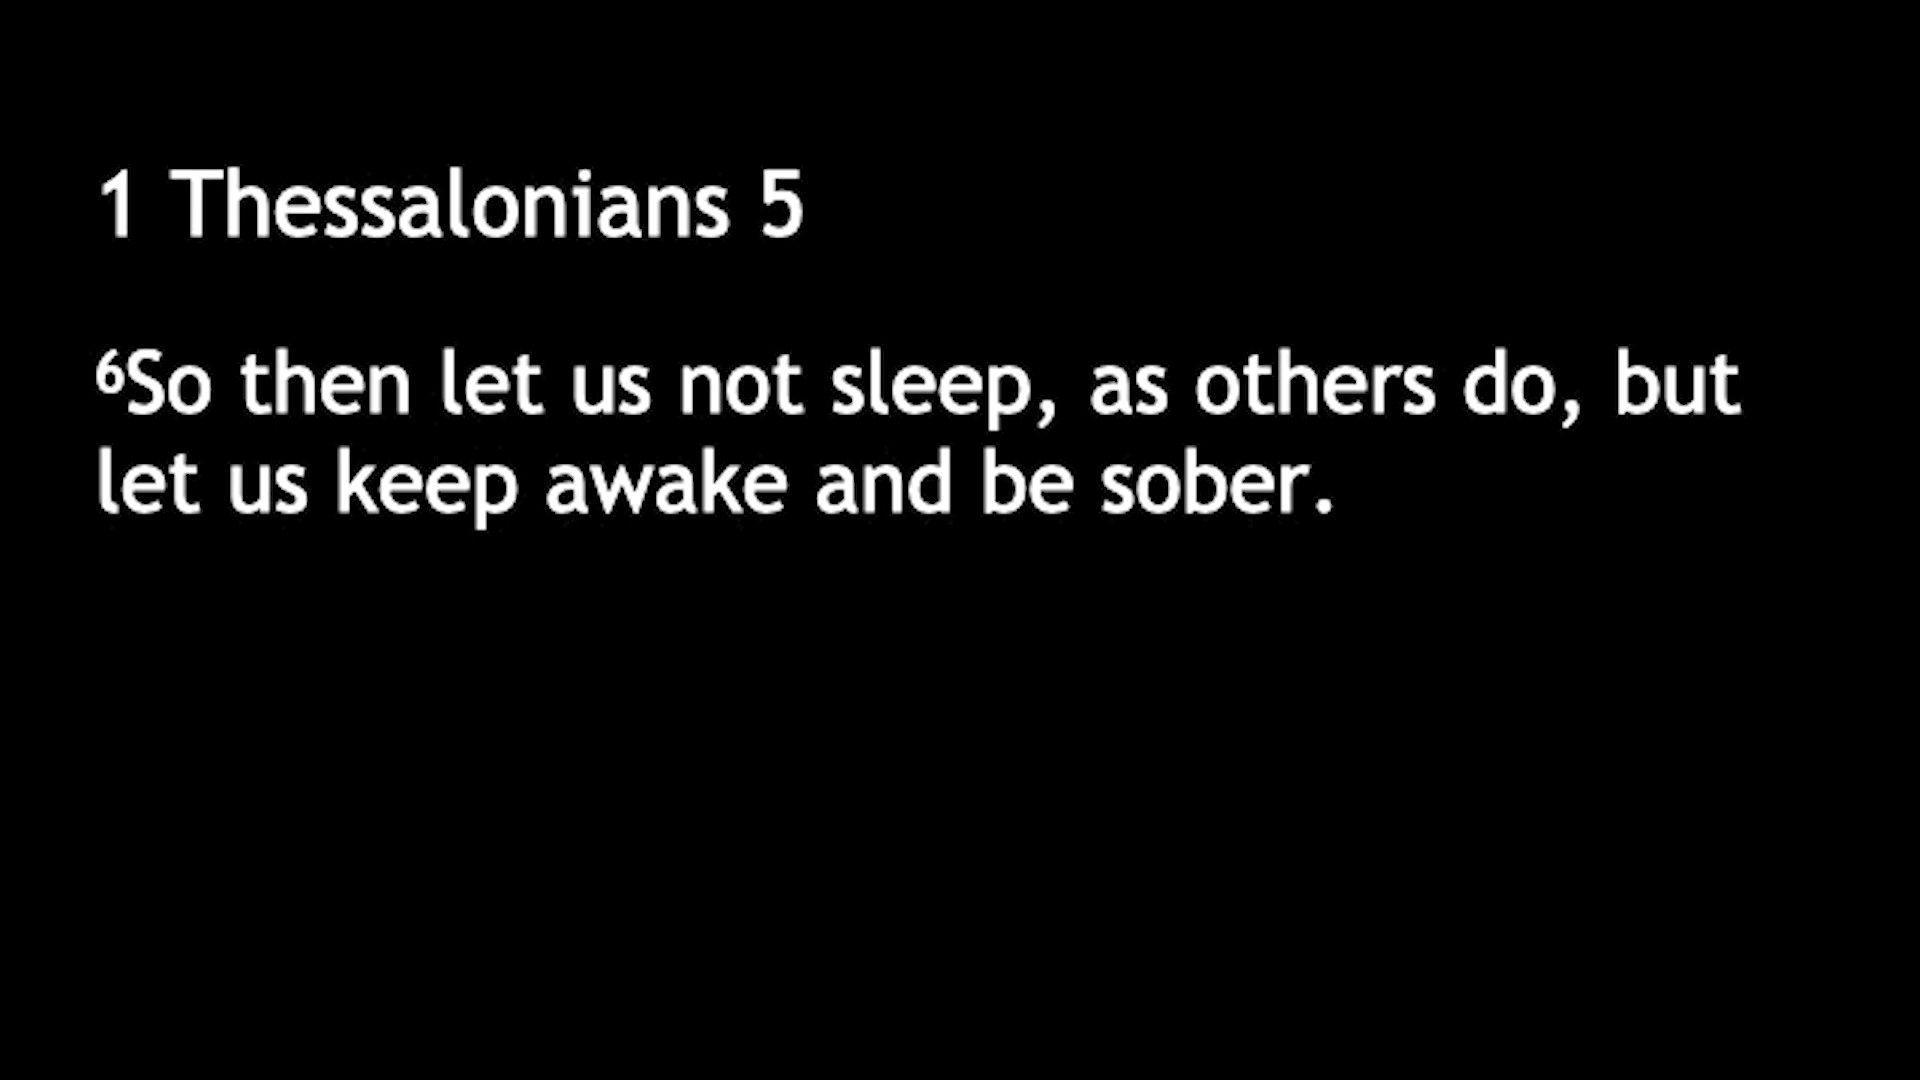 1 Thessalonians 5
⁶So then let us not sleep, as others do, but
let us keep awake and be sober.